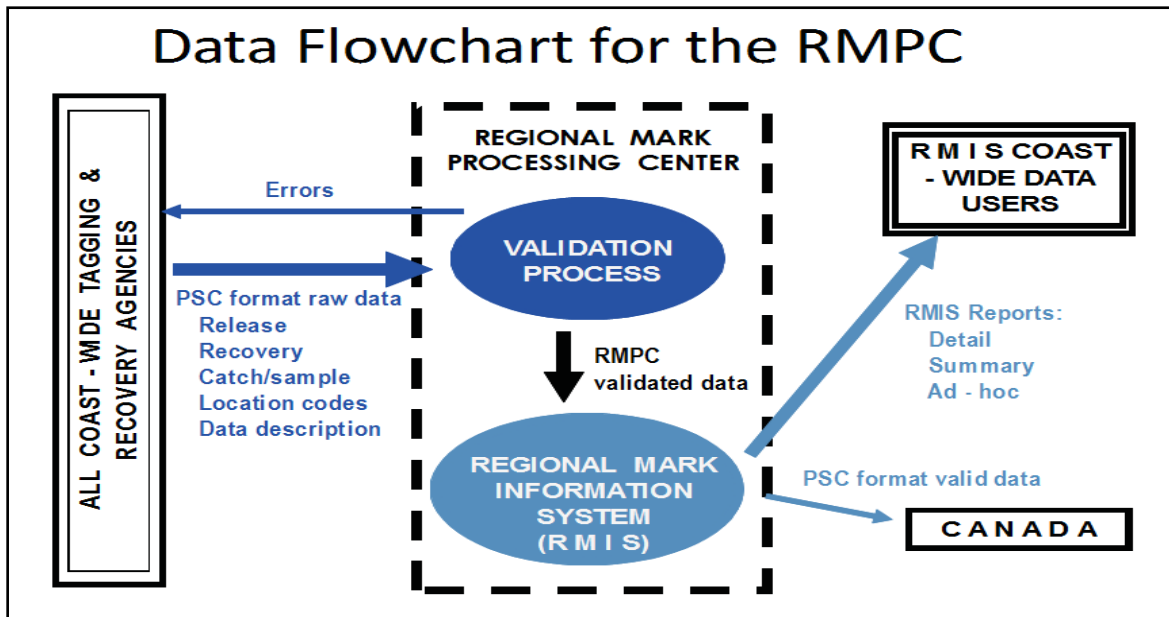 Data Flowchart for the RMPC
ALL COAST - WIDE TAGGING &
RECOVERY AGENCIES
Errors
PSC format raw data
Release
Recovery
Catch/sample
Location codes
Data description
REGIONAL MARK
PROCESSING CENTER
VALIDATION
PROCESS
RMPC
validated data
REGIONAL MARK
INFORMATION
SYSTEM
(R M I S)
R M I S COAST
- WIDE DATA
USERS
RMIS Reports:
Detail
Summary
Ad - hoc
PSC format valid data
C A N A D A